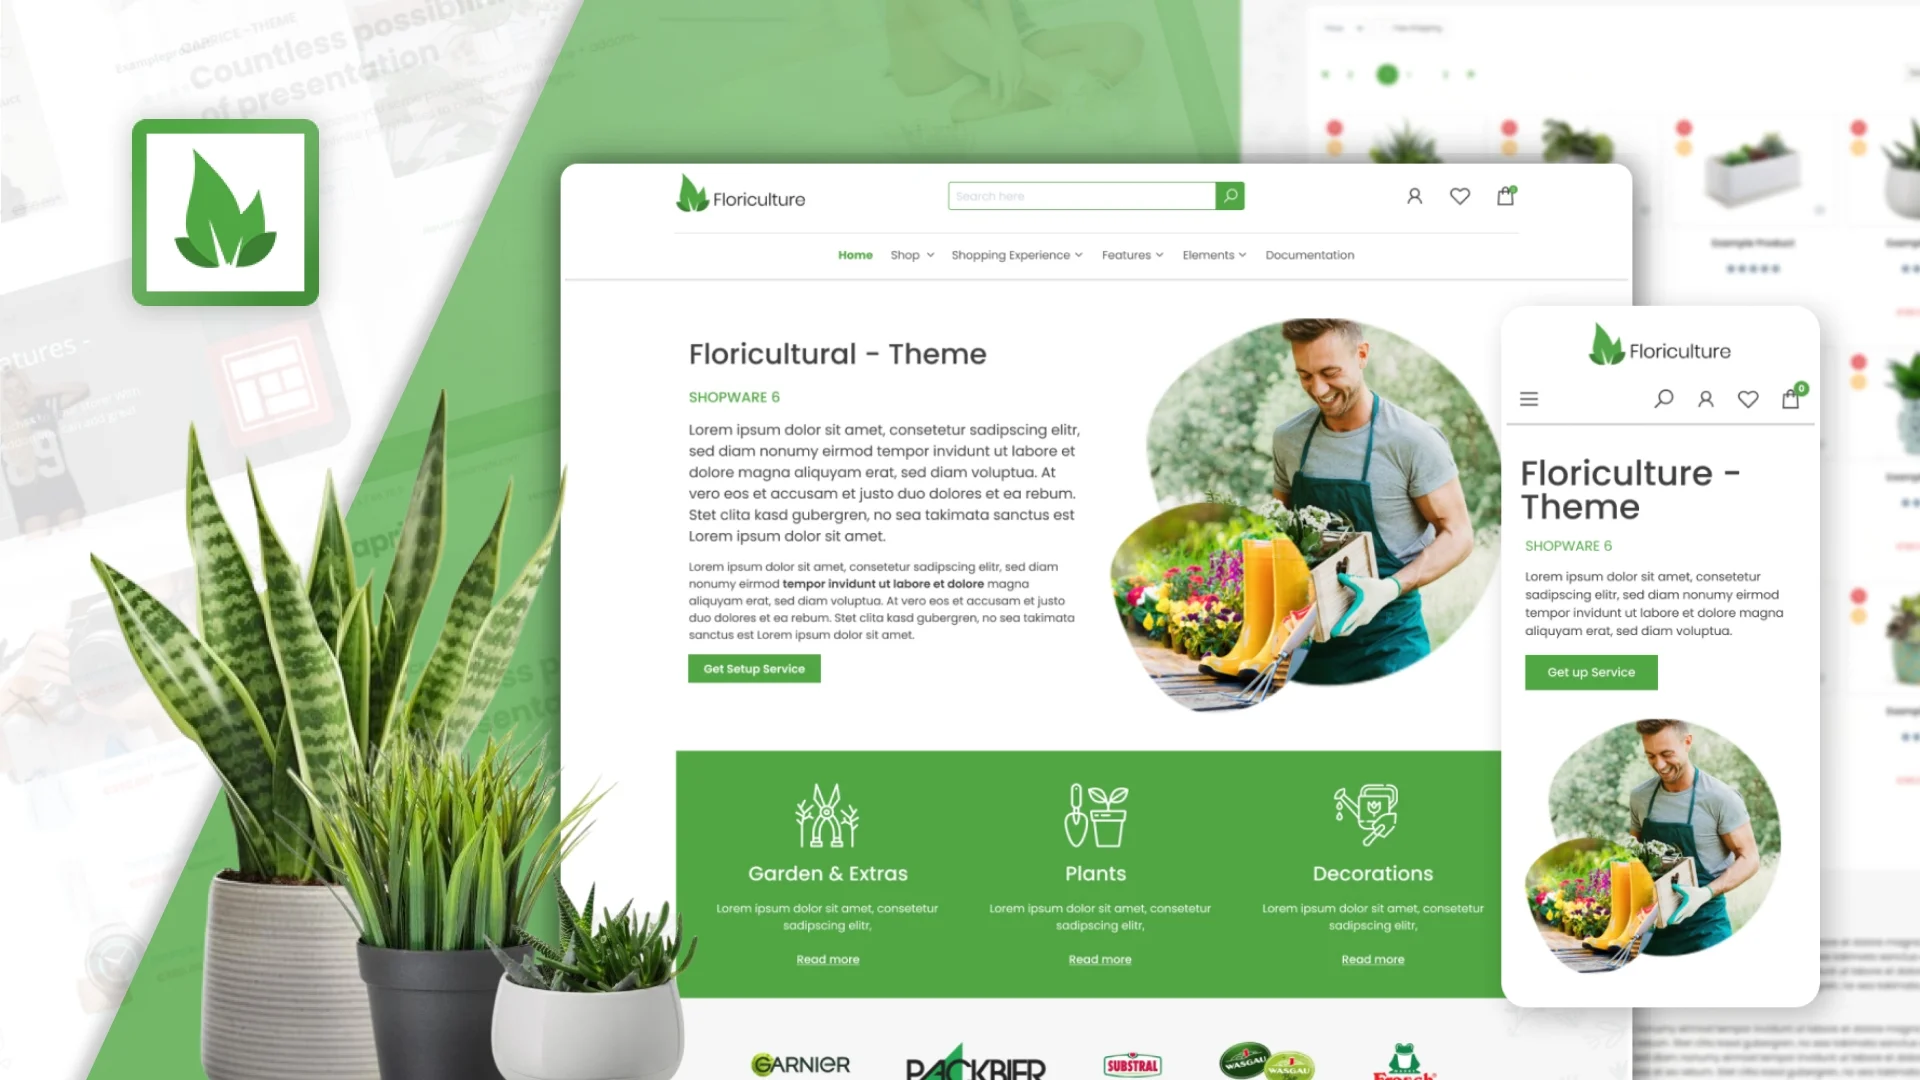 CAPRICE-THEME
Countless possibilities
of presentation
Floriculture
Search here
Home
Shop
Shopping Experience
Features
Elements
Documentation
Floricultural - Theme
SHOPWARE 6
Lorem ipsum dolor sit amet, consetetur sadipscing elitr,
sed diam nonumy eirmod tempor invidunt ut labore et
dolore magna aliquyam erat, sed diam voluptua. At
vero eos et accusam et justo duo dolores et ea rebum.
Stet clita kasd gubergren, no sea takimata sanctus est
Lorem ipsum dolor sit amet.
Lorem ipsum dolor sit amet, consetetur sadipscing elitr, sed diam
nonumy eirmod tempor invidunt ut labore et dolore magna
aliquyam erat, sed diam voluptua. At vero eos et accusam et justo
duo dolores et ea rebum. Stet clita kasd gubergren, no sea takimata
sanctus est Lorem ipsum dolor sit amet.
Get Setup Service
Garden & Extras
Lorem ipsum dolor sit amet, consetetur
sadipscing elitr,
Read more
Plants
Lorem ipsum dolor sit amet, consetetur
sadipscing elitr,
Read more
Decorations
Lorem ipsum dolor sit amet, consetetur
sadipscing elitr,
Read more
GARNIER
PACKBIER
SUBSTRAL
WASGAU
WASGAU
Frosch
Floriculture
0
Floriculture -
Theme
SHOPWARE 6
Lorem ipsum dolor sit amet, consetetur
sadipscing elitr, sed diam nonumy eirmod
tempor invidunt ut labore et dolore magna
aliquyam erat, sed diam voluptua.
Get up Service
Example Product